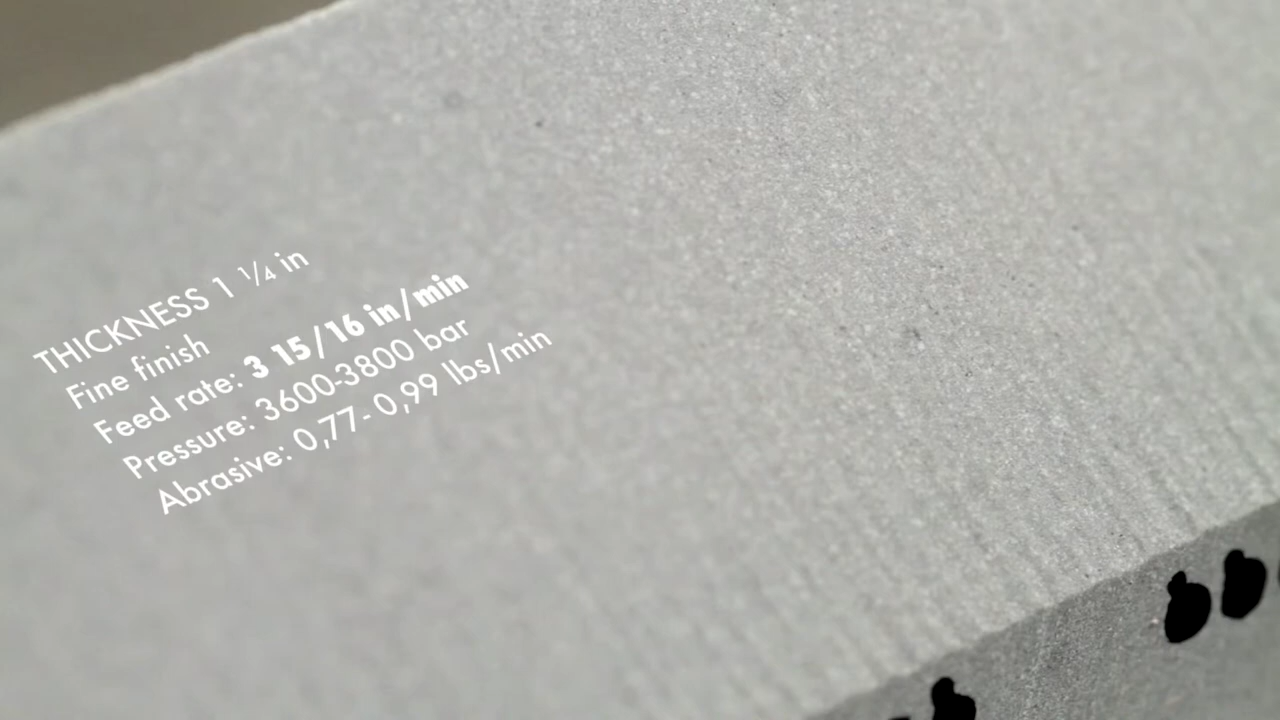 THICKNESS 1 ¼ in
Fine finish
Feed rate: 3 15/16 in/min
Pressure: 3600-3800 bar
Abrasive: 0,77- 0,99 lbs/min